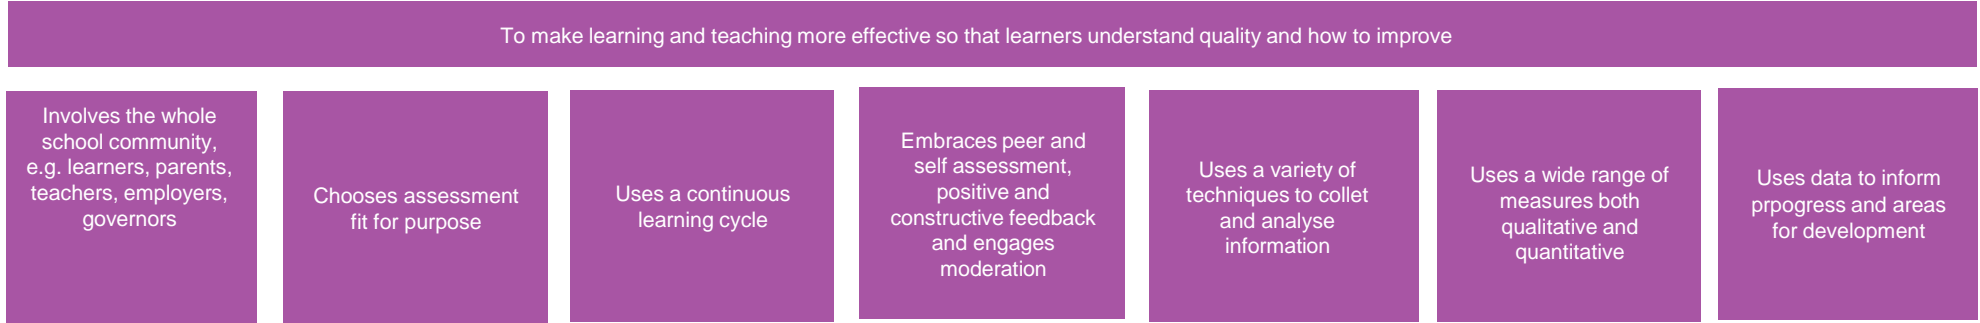 To make learning and teaching more effective so that learners understand quality and how to improve
Involves the whole
school community,
e.g. learners, parents,
teachers, employers,
governors
Chooses assessment
fit for purpose
Uses a continuous
learning cycle
Embraces peer and
self assessment,
positive and
constructive feedback
and engages
moderation
Uses a variety of
techniques to collet
and analyse
information
Uses a wide range of
measures both
qualitative and
quantitative
Uses data to inform
prpogress and areas
for development